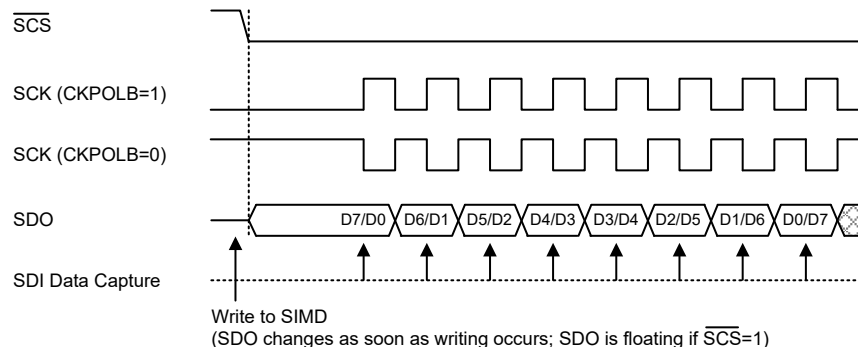 SCS
SCK (CKPOLB=1)
SCK (CKPOLB=0)
SDO D7/D0 D6/D1 D5/D2 D4/D3 D3/D4 D2/D5 D1/D6 D0/D7
SDI Data Capture
Write to SIMD
(SDO changes as soon as writing occurs; SDO is floating if SCS=1)